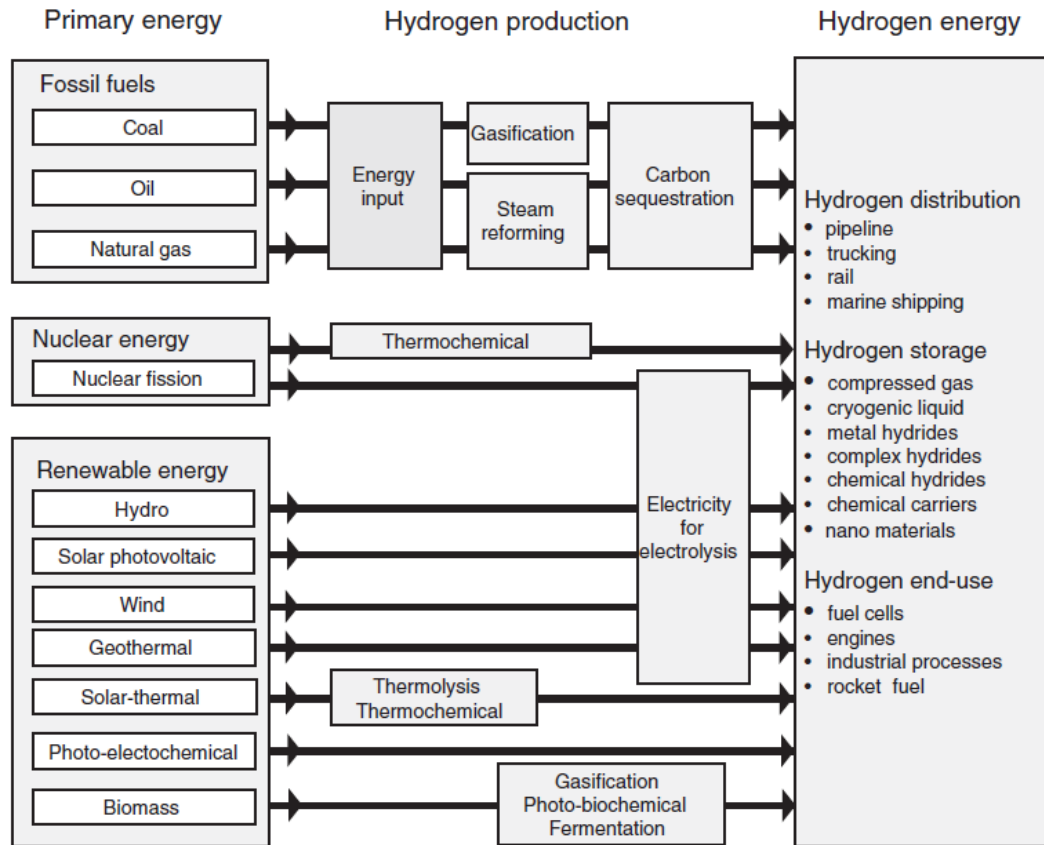 Primary energy
Hydrogen production
Hydrogen energy
Fossil fuels
Coal
Oil
Natural gas
Energy
input
Gasification
Steam
reforming
Carbon
sequestration
Nuclear energy
Nuclear fission
Thermochemical
Renewable energy
Hydro
Solar photovoltaic
Wind
Geothermal
Solar-thermal
Photo-electochemical
Biomass
Electricity
for
electrolysis
Thermolysis
Thermochemical
Gasification
Photo-biochemical
Fermentation
Hydrogen distribution
• pipeline
• trucking
• rail
• marine shipping
Hydrogen storage
• compressed gas
• cryogenic liquid
• metal hydrides
• complex hydrides
• chemical hydrides
• chemical carriers
• nano materials
Hydrogen end-use
• fuel cells
• engines
• industrial processes
• rocket fuel